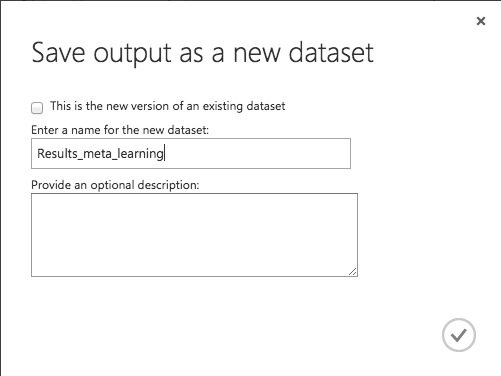 Save output as a new dataset
This is the new version of an existing dataset
Enter a name for the new dataset:
Results_meta_learning
Provide an optional description: